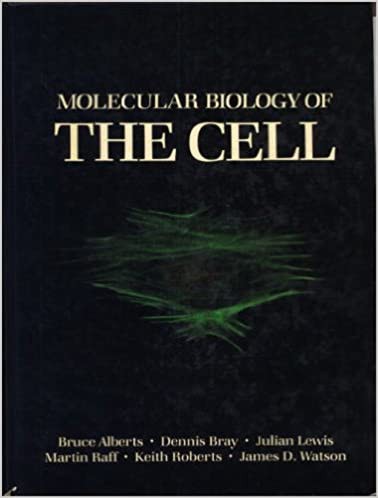 MOLECULAR BIOLOGY OF
THE CELL
Bruce Alberts • Dennis Bray • Julian Lewis
Martin Raff • Keith Roberts • James D. Watson